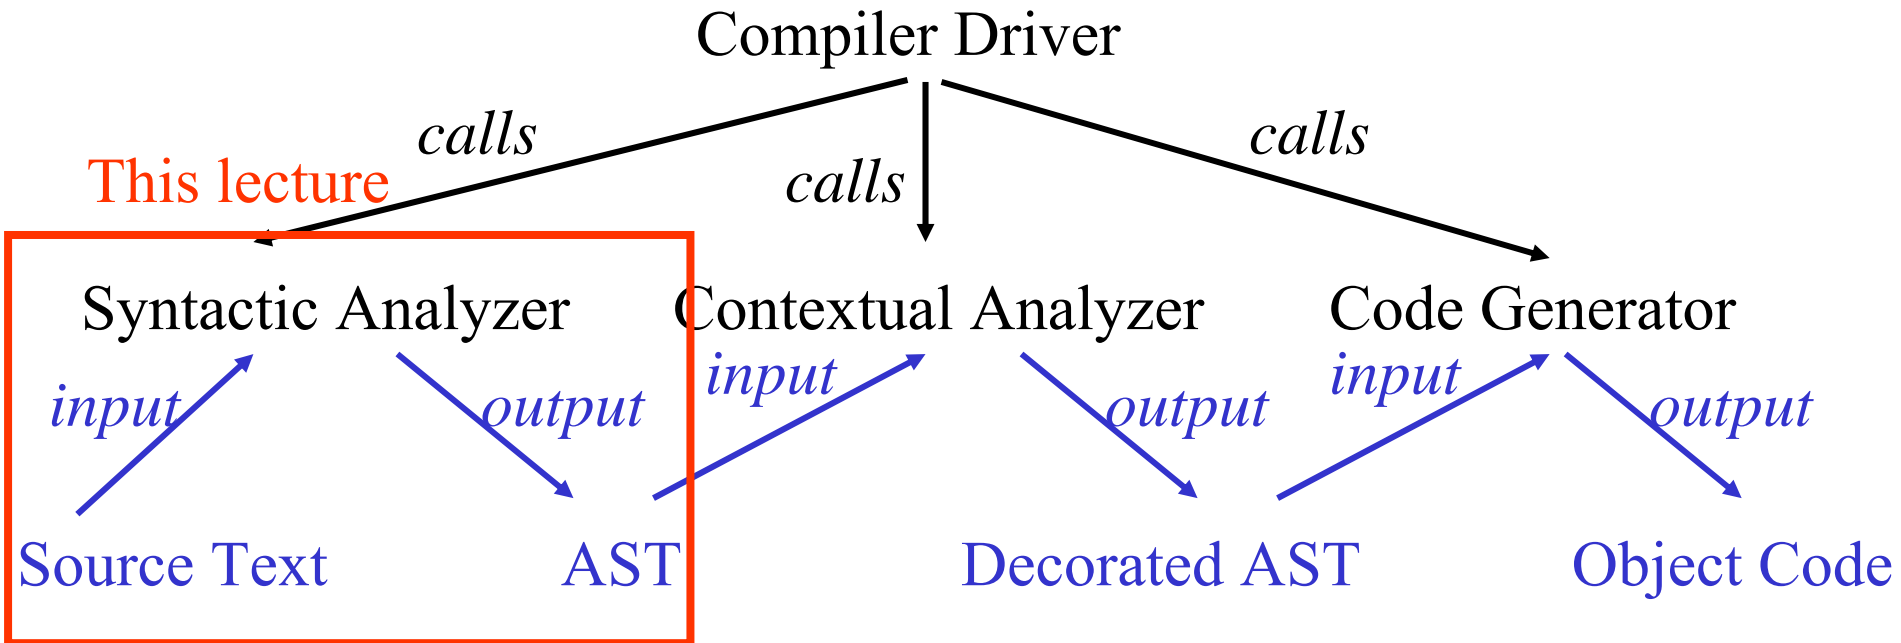 Compiler Driver
calls
calls
calls
This lecture
Syntactic Analyzer
Contextual Analyzer
Code Generator
input
output
input
output
input
output
Source Text
AST
Decorated AST
Object Code